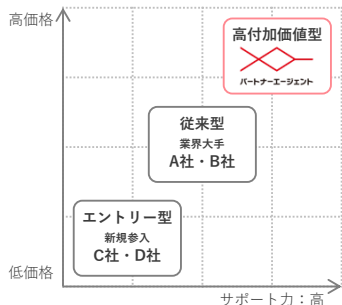 高価格
高付加価値型
パートナーエージェント
従来型
業界大手
A社・B社
エントリー型
新規参入
C社・D社
低価格
サポート力：高